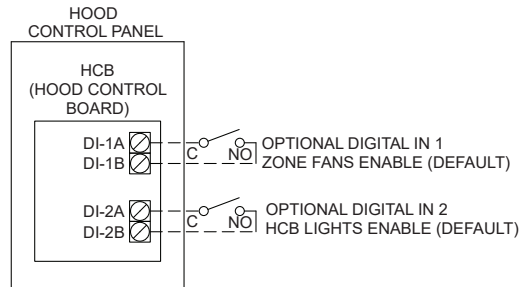 HOOD
CONTROL PANEL
HCB
(HOOD CONTROL
BOARD)
DI-1A
DI-1B
C
NO
OPTIONAL DIGITAL IN 1
ZONE FANS ENABLE (DEFAULT)
DI-2A
DI-2B
C
NO
OPTIONAL DIGITAL IN 2
HCB LIGHTS ENABLE (DEFAULT)